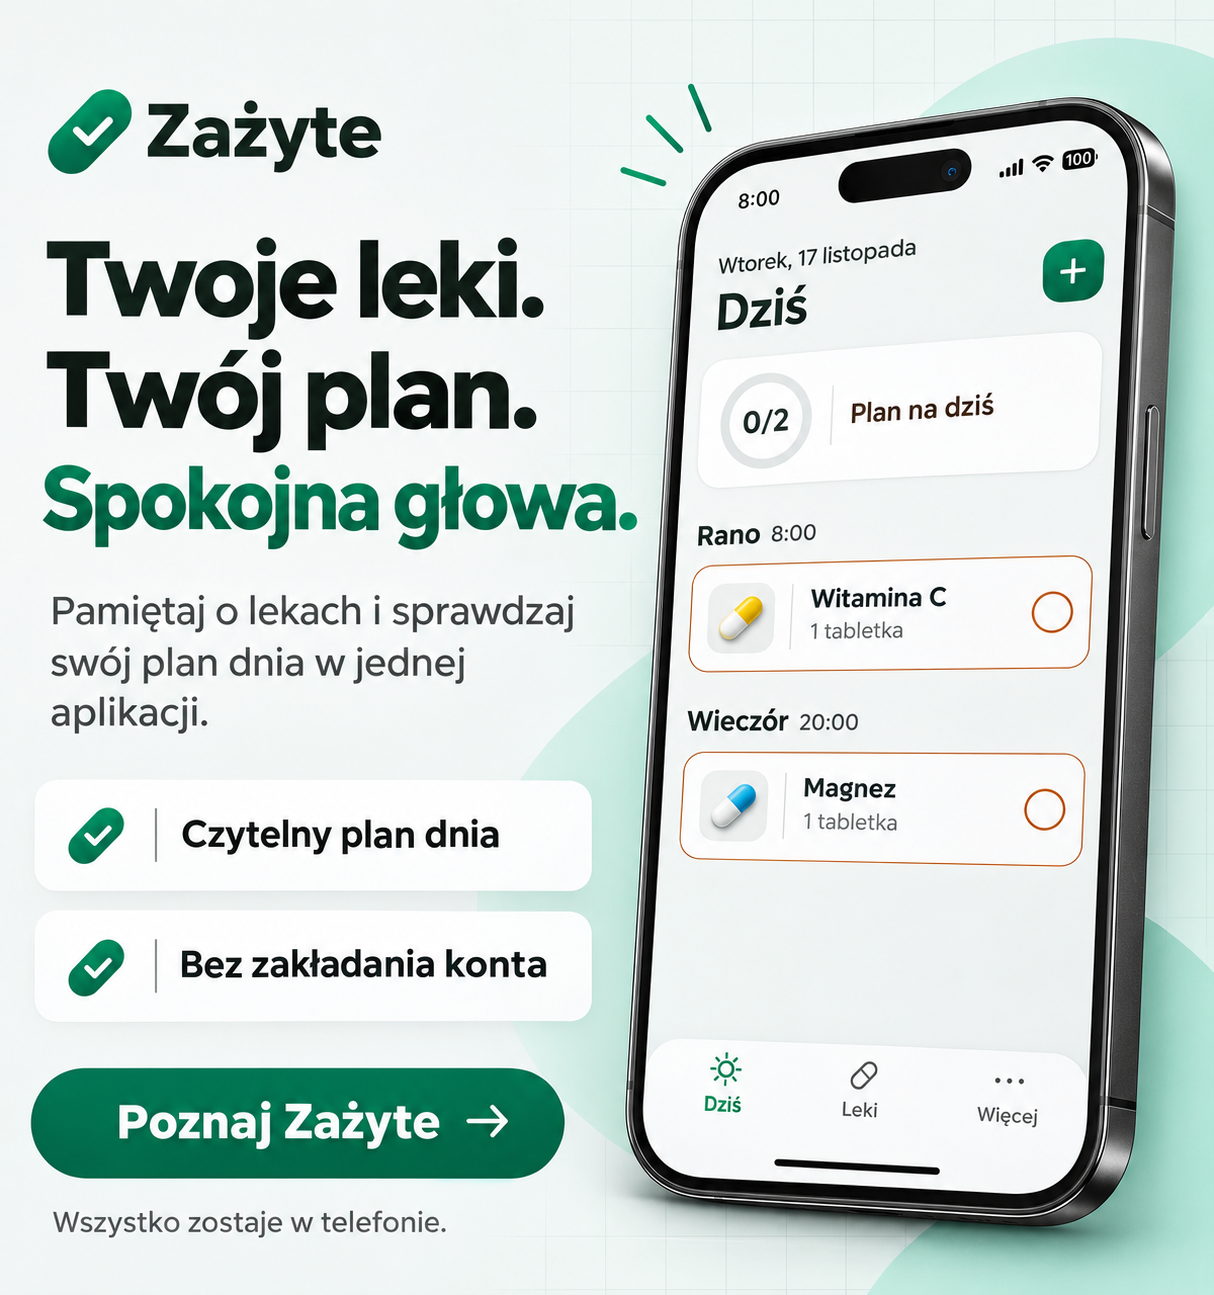 Zażyte
Twoje leki.
Twój plan.
Spokojna głowa.
Pamiętaj o lekach i sprawdzaj
swój plan dnia w jednej
aplikacji.
Czytelny plan dnia
Bez zakładania konta
Poznaj Zażyte →
Wszystko zostaje w telefonie.
8:00
100
Wtorek, 17 listopada
Dziś
+
0/2
Plan na dziś
Rano 8:00
Witamina C
1 tabletka
Wieczór 20:00
Magnez
1 tabletka
Dziś
Leki
Więcej